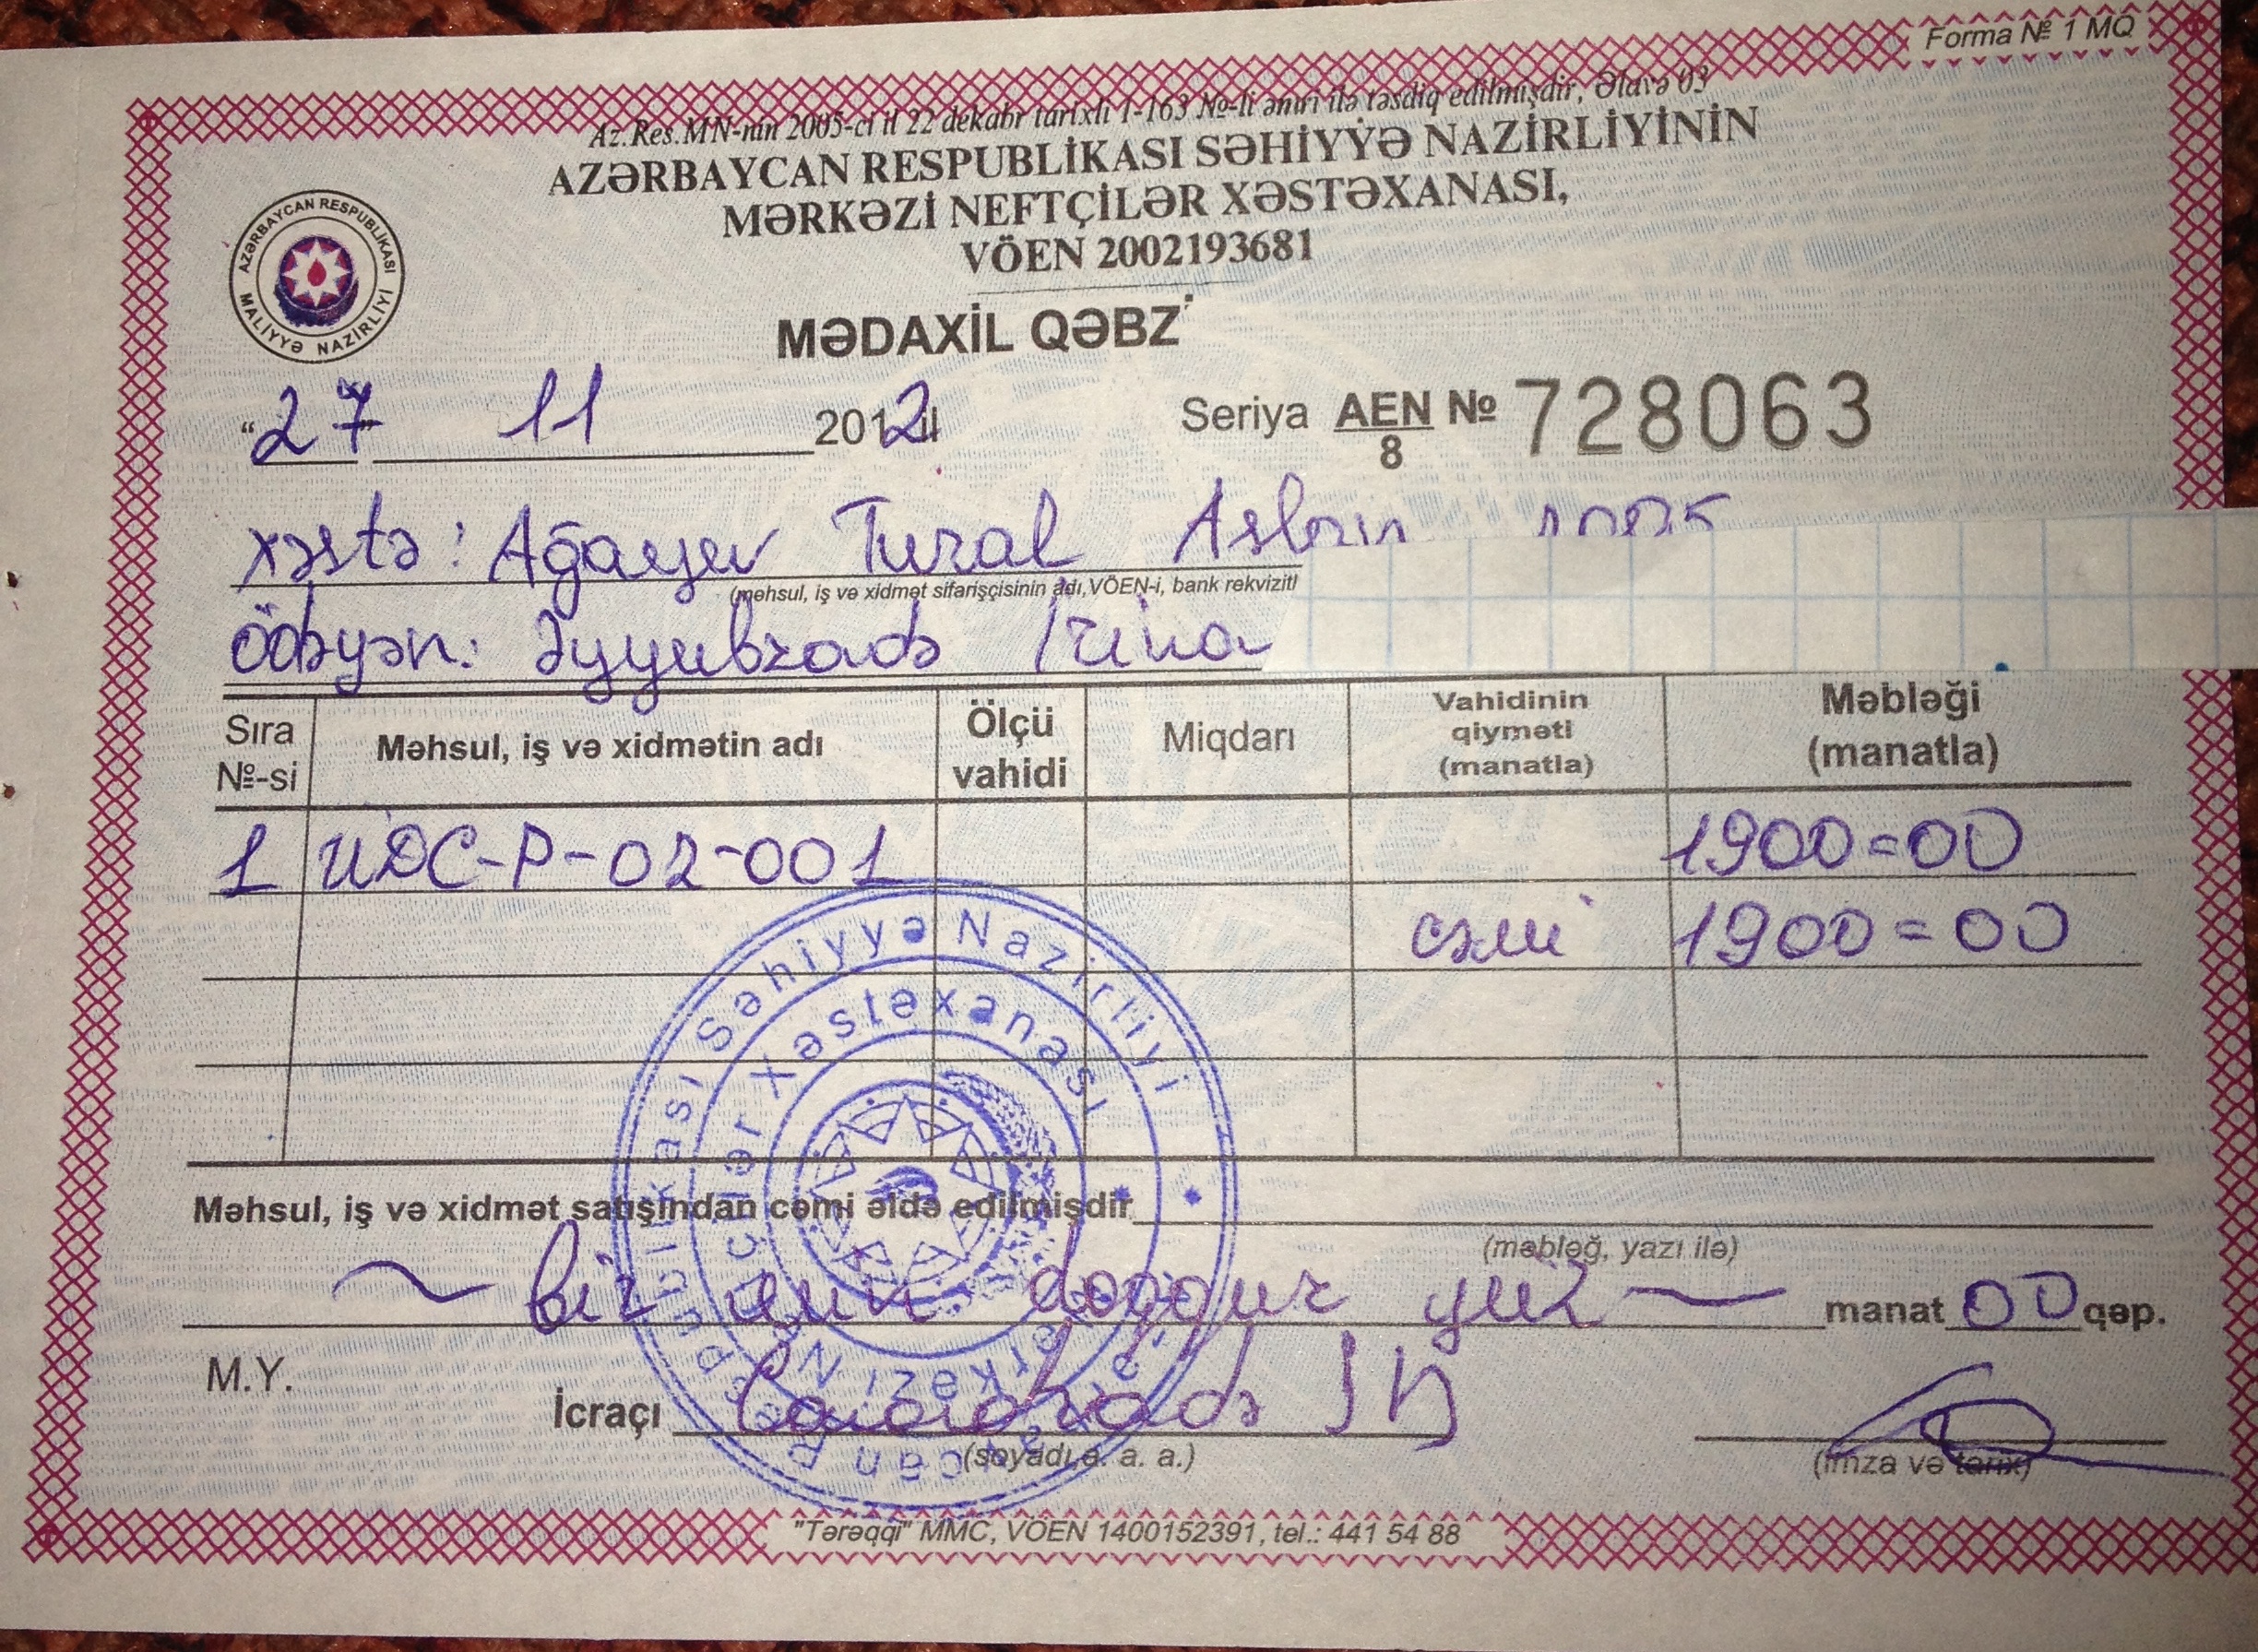 Forma № 1 MQ
Az.Res.MN-nin 2005-ci il 22 dekabr tarixli 1-163 №-li əmri ilə təsdiq edilmişdir, Əlavə 03
AZƏRBAYCAN RESPUBLİKASI SƏHİYYƏ NAZİRLİYİNİN
MƏRKƏZİ NEFTÇİLƏR XƏSTƏXANASI,
VÖEN 2002193681
AZƏRBAYCAN RESPUBLİKASI
MALİYYƏ NAZİRLİYİ
MƏDAXİL QƏBZ
"27" 11 2012 il Seriya AEN/8 № 728063
xəstə: Ağayev Tural
(məhsul, iş və xidmət sifarişçisinin adı,VÖEN-i, bank rekviziti
Ödəyən: Əyyubzadə Irina
Sıra №-si Məhsul, iş və xidmətin adı Ölçü vahidi Miqdarı Vahidinin qiyməti (manatla) Məbləği (manatla)
1 UDC-P-02-001 1900=00
cəmi 1900=00
Məhsul, iş və xidmət satışından cəmi əldə edilmişdir
(məbləğ, yazı ilə)
~ bir min doqquz yüz ~ manat 00 qəp.
M.Y.
İcraçı
(soyadı, a. a. a.) (imza və tarix)
Səhiyyə Nazirliyi
Xəstəxanası
"Tərəqqi" MMC, VÖEN 1400152391, tel.: 441 54 88